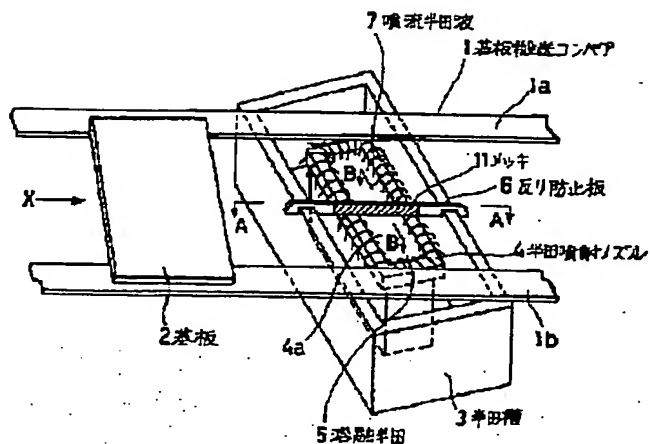 7 噴流半田波
1 基板搬送コンベア
1a
11 メッキ
6 反り防止板
B
X
A
A
B
4 半田噴射ノズル
2 基板
4a
1b
3 半田槽
5 溶融半田